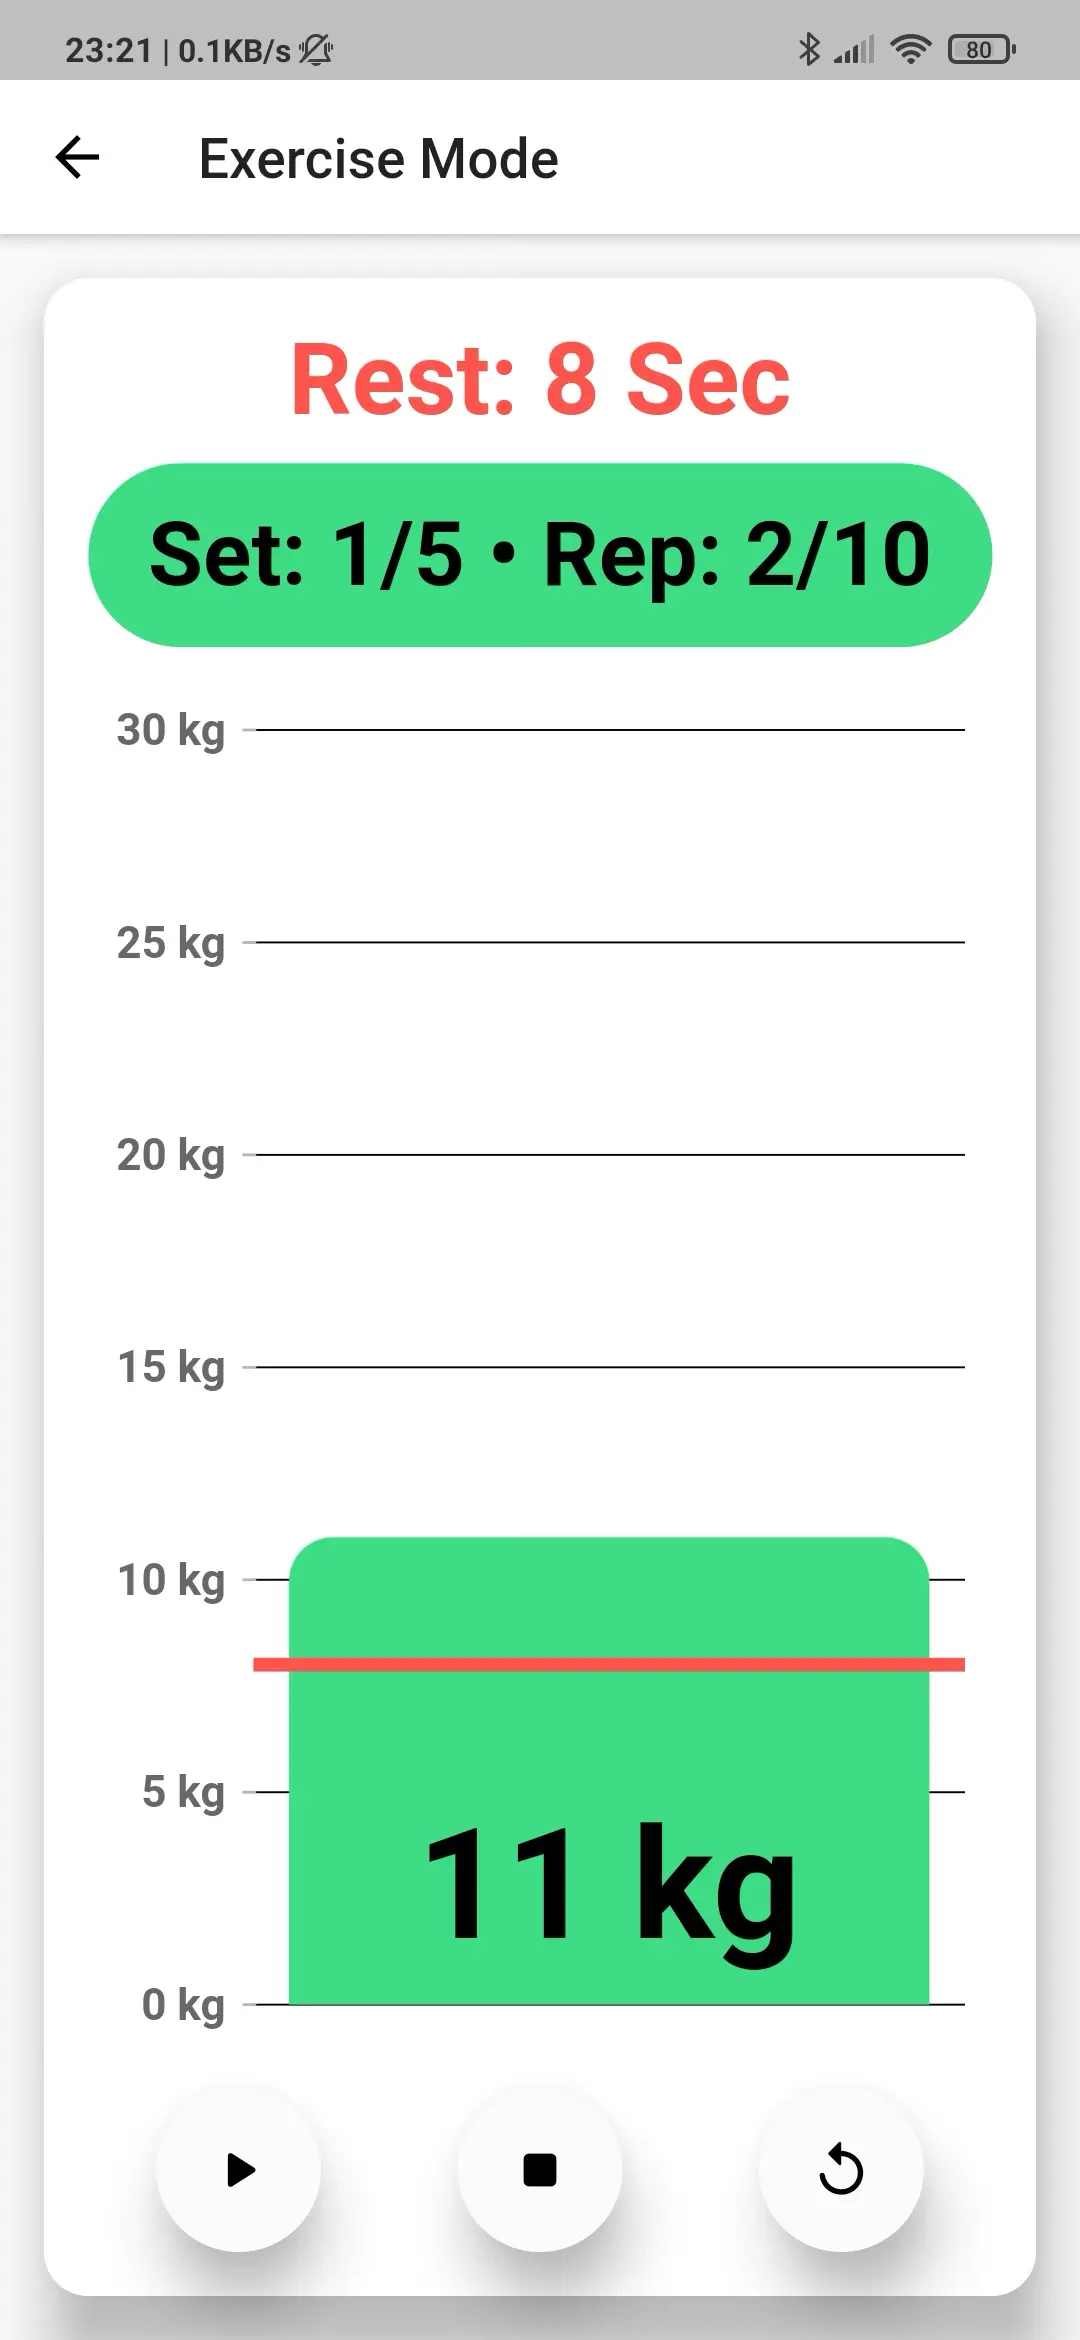 23:21 | 0.1KB/s
80
Exercise Mode
Rest: 8 Sec
Set: 1/5 • Rep: 2/10
30 kg
25 kg
20 kg
15 kg
10 kg
5 kg
11 kg
0 kg